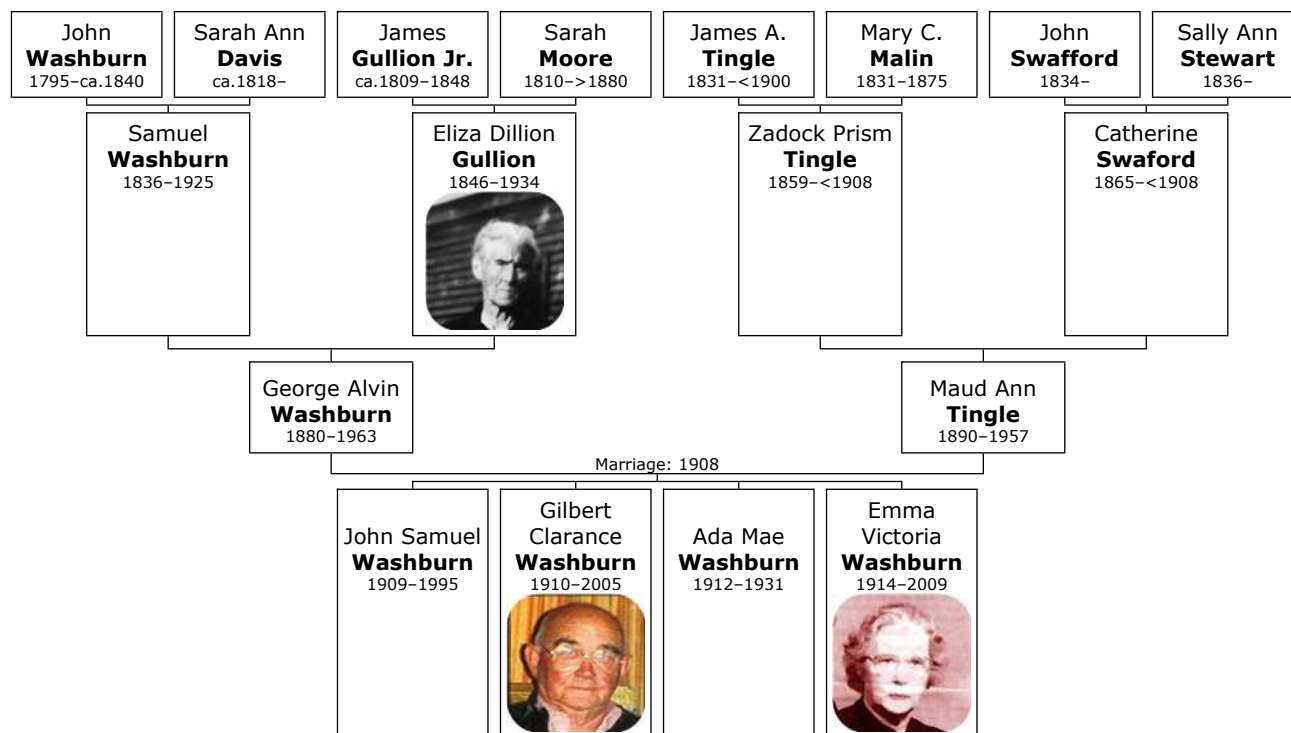 John
Washburn
1795–ca.1840
Sarah Ann
Davis
ca.1818–
James
Gullion Jr.
ca.1809–1848
Sarah
Moore
1810–>1880
James A.
Tingle
1831–<1900
Mary C.
Malin
1831–1875
John
Swafford
1834–
Sally Ann
Stewart
1836–
Samuel
Washburn
1836–1925
Eliza Dillion
Gullion
1846–1934
Zadock Prism
Tingle
1859–<1908
Catherine
Swaford
1865–<1908
George Alvin
Washburn
1880–1963
Maud Ann
Tingle
1890–1957
Marriage: 1908
John Samuel
Washburn
1909–1995
Gilbert
Clarance
Washburn
1910–2005
Ada Mae
Washburn
1912–1931
Emma
Victoria
Washburn
1914–2009